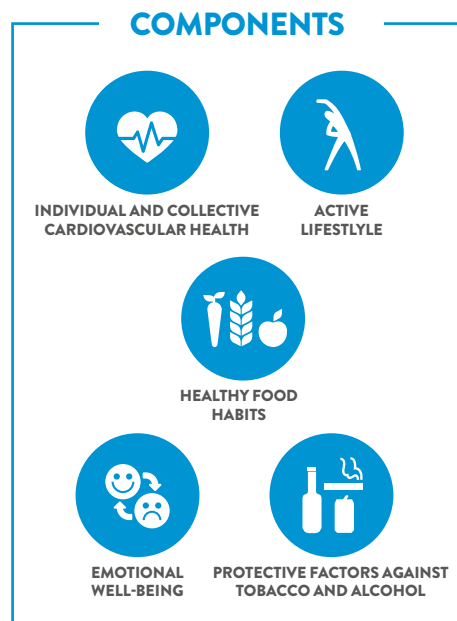 COMPONENTS
INDIVIDUAL AND COLLECTIVE
CARDIOVASCULAR HEALTH
ACTIVE
LIFESTLYLE
HEALTHY FOOD
HABITS
EMOTIONAL
WELL-BEING
PROTECTIVE FACTORS AGAINST
TOBACCO AND ALCOHOL